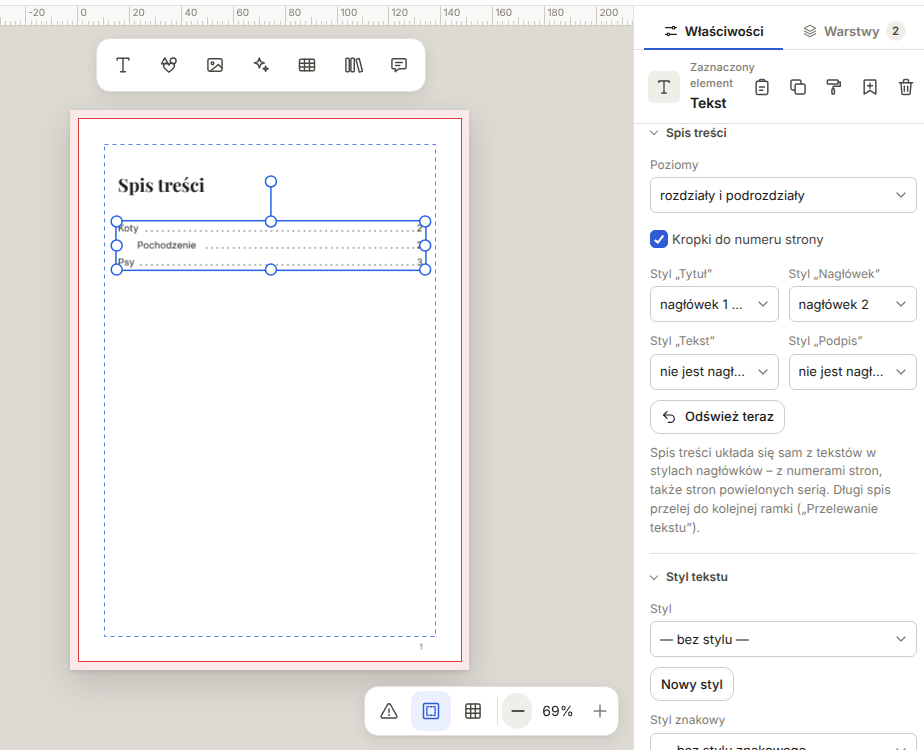 -20 0 20 40 60 80 100 120 140 160 180 200
Właściwości
Warstwy 2
Zaznaczony
element
Tekst
Spis treści
Poziomy
rozdziały i podrozdziały
Kropki do numeru strony
Styl „Tytuł” Styl „Nagłówek”
nagłówek 1 ... nagłówek 2
Styl „Tekst” Styl „Podpis”
nie jest nagł... nie jest nagł...
Odśwież teraz
Spis treści układa się sam z tekstów w
stylach nagłówków – z numerami stron,
także stron powielonych serią. Długi spis
przelej do kolejnej ramki („Przelewanie
tekstu”).
Styl tekstu
Styl
— bez stylu —
Nowy styl
Styl znakowy
— bez stylu znakowego
Spis treści
Koty 2
Pochodzenie 2
Psy 3
1
69%